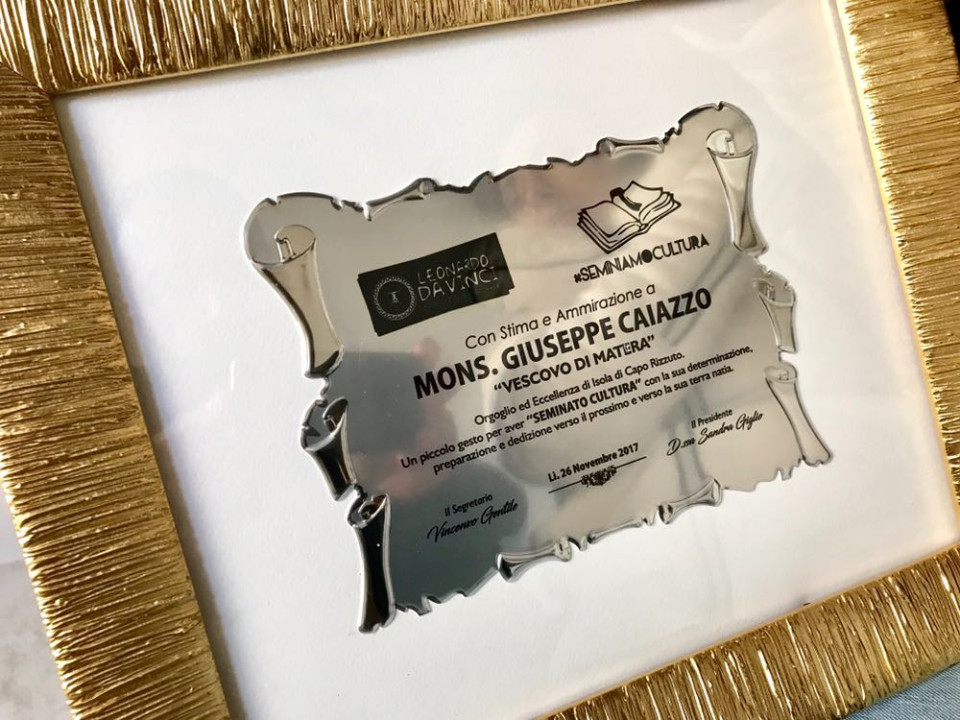 LEONARDO
DA VINCI
#SEMINIAMOCULTURA
Con Stima e Ammirazione a
MONS. GIUSEPPE CAIAZZO
“VESCOVO DI MATERA”
Orgoglio ed Eccellenza di Isola di Capo Rizzuto.
Un piccolo gesto per aver “SEMINATO CULTURA” con la sua determinazione,
preparazione e dedizione verso il prossimo e verso la sua terra natia.
Il Segretario
Vincenzo Gentile
Li. 26 Novembre 2017
Il Presidente
D.ssa Sandra Giglio